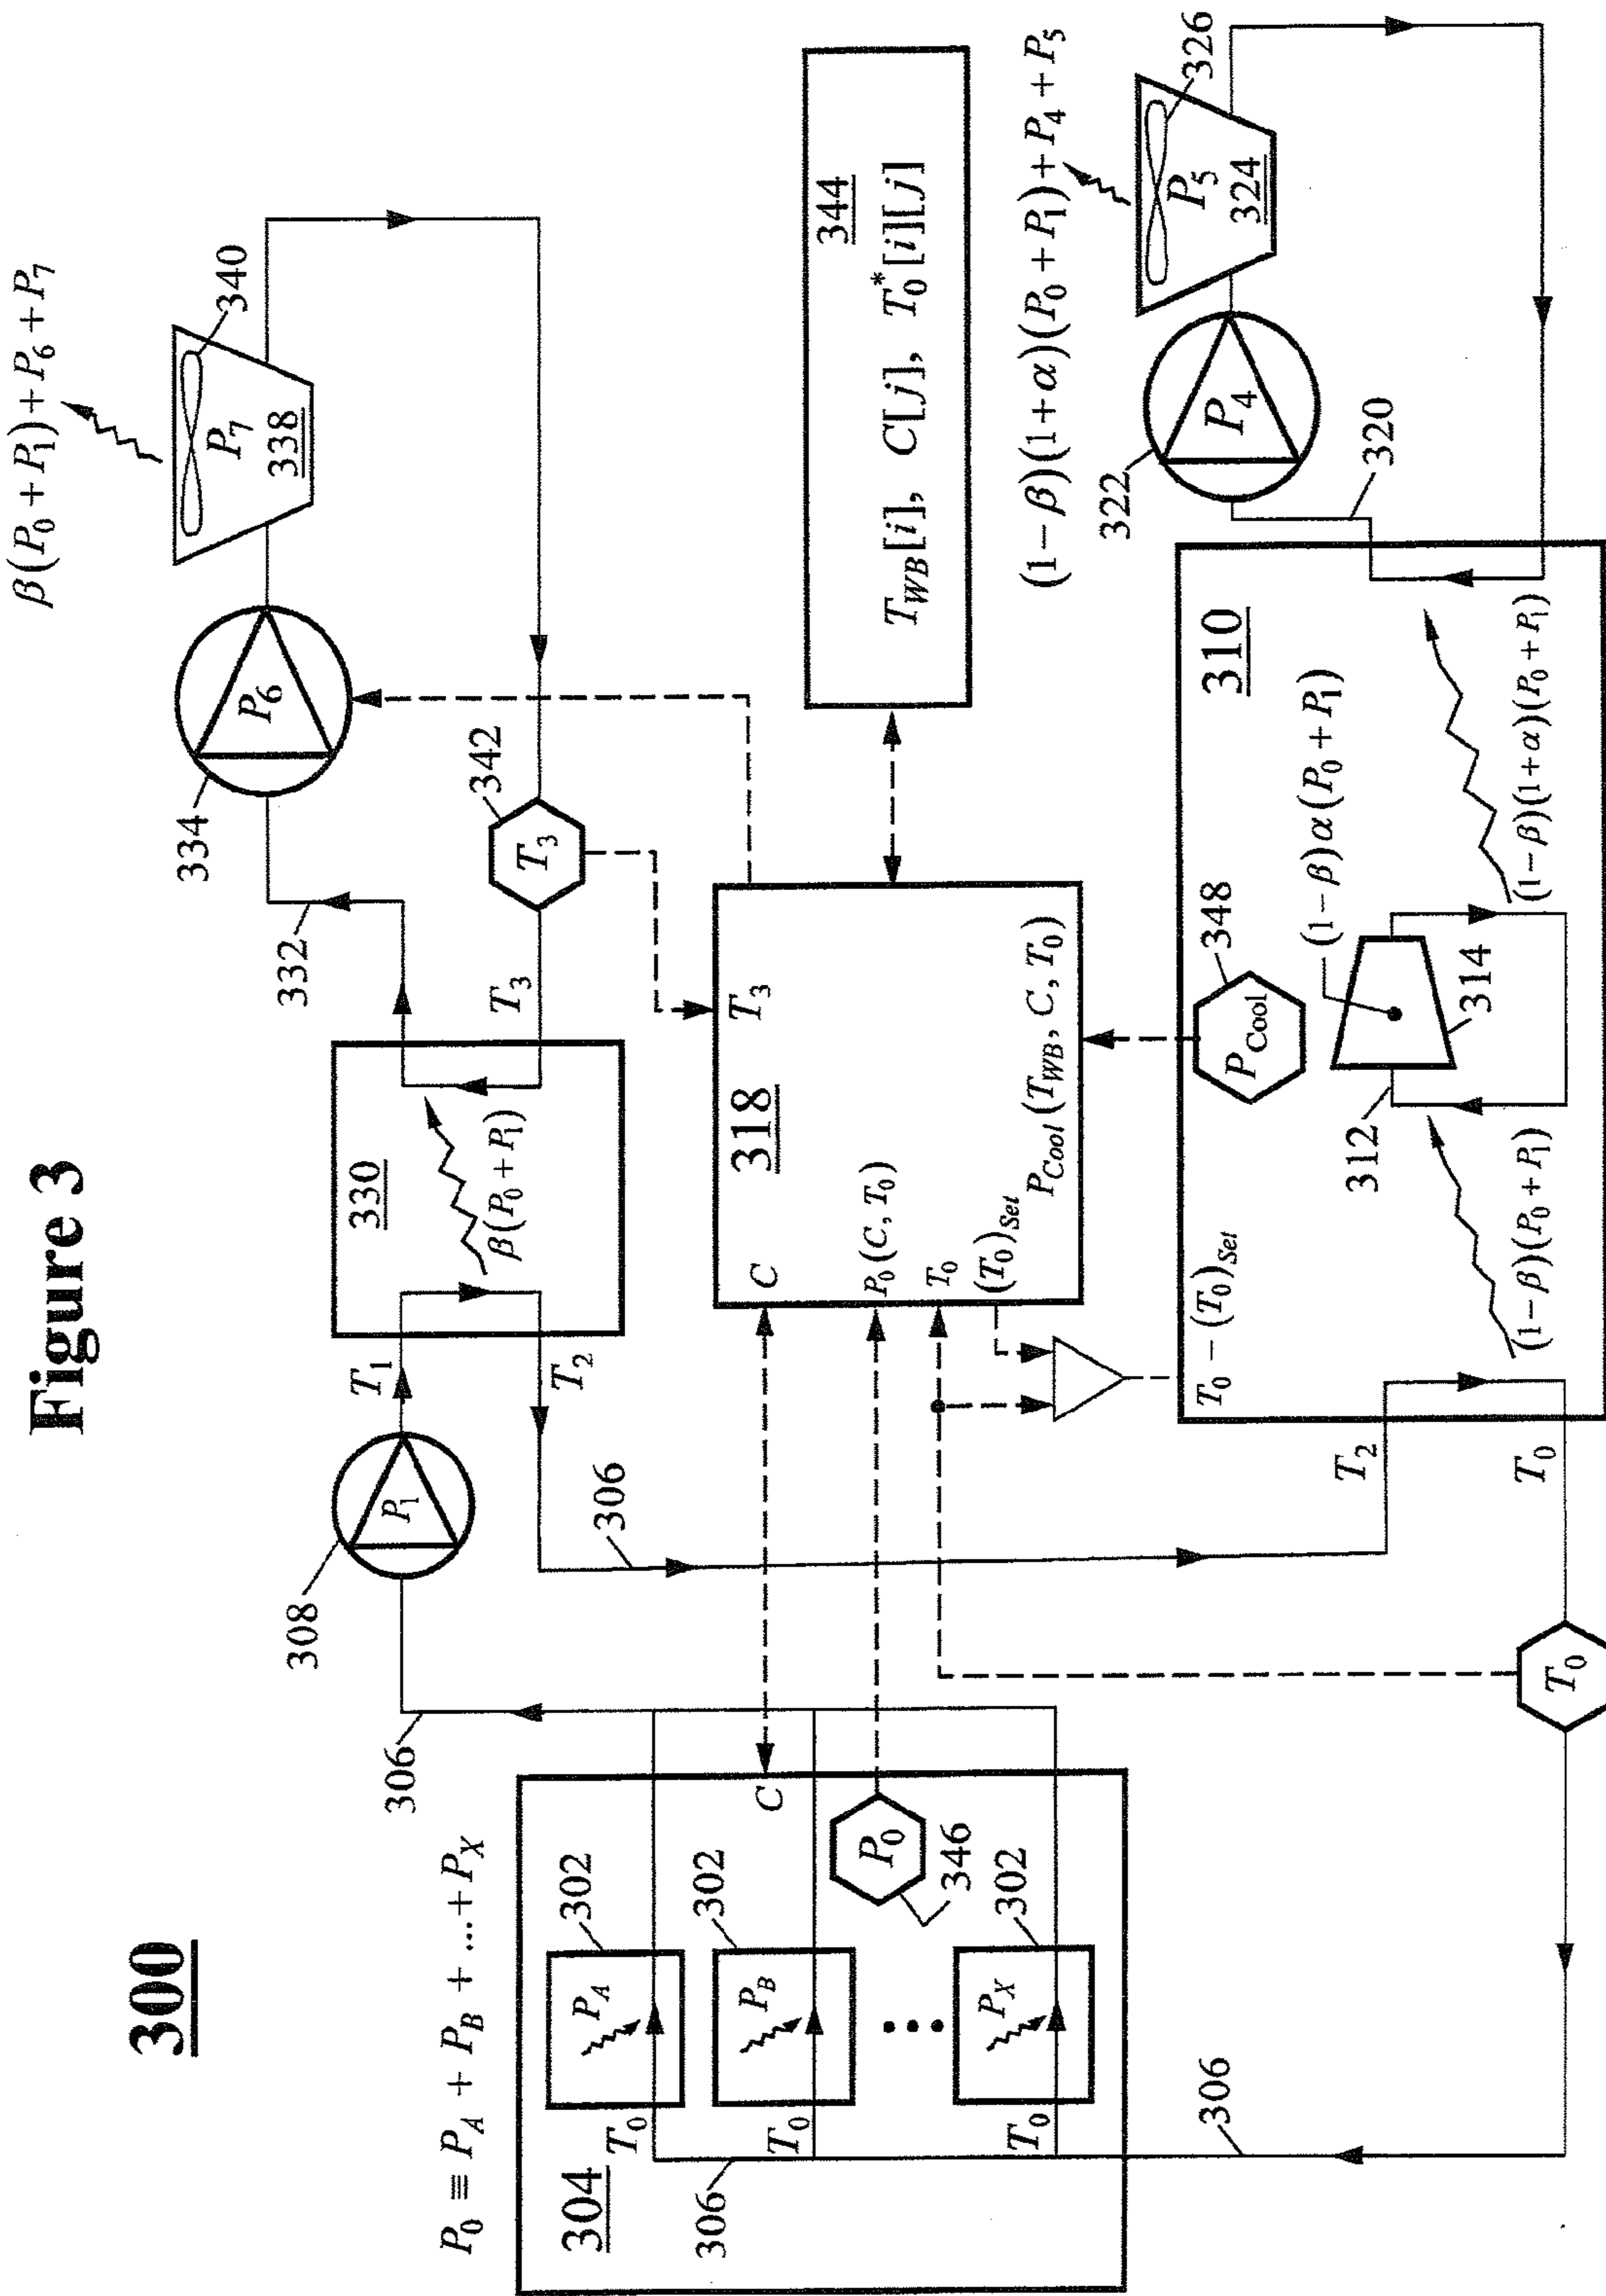 Figure 3
300
P₀ ≡ P_A + P_B + ...+ P_X
304
306
T₀
P_A
302
T₀
P_B
302
T₀
P_X
302
C
P₀
346
306
306
T₀
308
P₁
T₁
T₂
306
330
β(P₀ + P₁)
T₃
332
334
P₆
β(P₀ + P₁) + P₆ + P₇
P₇
338
340
T₃
342
318
C
P₀ (C, T₀)
T₀
(T₀)_Set
T₃
P_Cool (T_WB, C, T₀)
344
T_WB[i], C[j], T₀*[i][j]
T₂
T₀
T₀ − (T₀)_Set
310
P_Cool
348
(1−β)α(P₀ + P₁)
312
314
(1−β)(P₀ + P₁)
(1−β)(1+α)(P₀ + P₁)
320
322
P₄
(1−β)(1+α)(P₀ + P₁) + P₄ + P₅
P₅
324
326